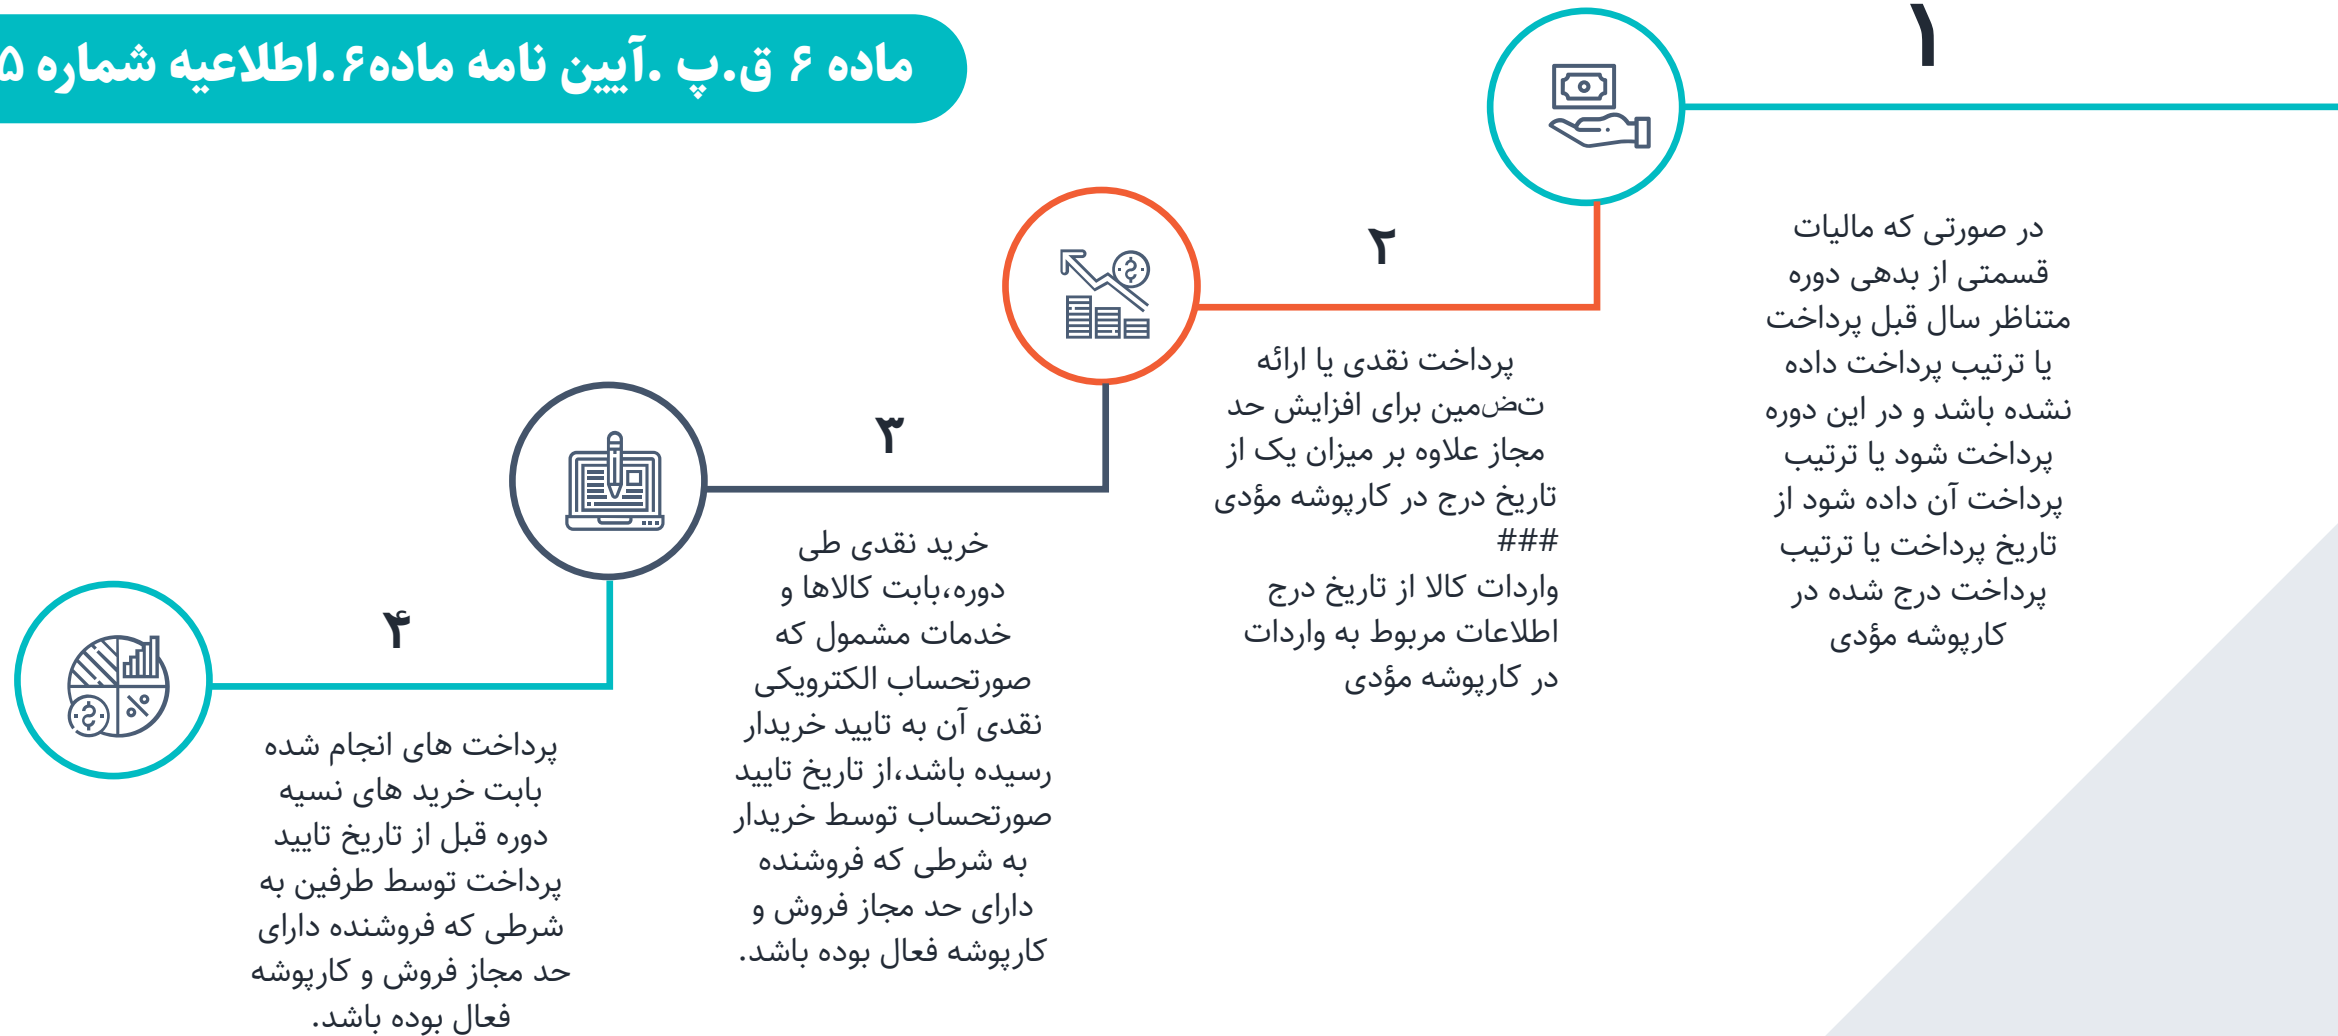 ماده ۶ ق.پ .آیین نامه ماده۶.اطلاعیه شماره ۵
۱
در صورتی که مالیات
قسمتی از بدهی دوره
متناظر سال قبل پرداخت
یا ترتیب پرداخت داده
نشده باشد و در این دوره
پرداخت شود یا ترتیب
پرداخت آن داده شود از
تاریخ پرداخت یا ترتیب
پرداخت درج شده در
کارپوشه مؤدی
۲
پرداخت نقدی یا ارائه
تضمین برای افزایش حد
مجاز علاوه بر میزان یک از
تاریخ درج در کارپوشه مؤدی
###
واردات کالا از تاریخ درج
اطلاعات مربوط به واردات
در کارپوشه مؤدی
۳
خرید نقدی طی
دوره،بابت کالاها و
خدمات مشمول که
صورتحساب الکترویکی
نقدی آن به تایید خریدار
رسیده باشد،از تاریخ تایید
صورتحساب توسط خریدار
به شرطی که فروشنده
دارای حد مجاز فروش و
کارپوشه فعال بوده باشد.
۴
پرداخت های انجام شده
بابت خرید های نسیه
دوره قبل از تاریخ تایید
پرداخت توسط طرفین به
شرطی که فروشنده دارای
حد مجاز فروش و کارپوشه
فعال بوده باشد.